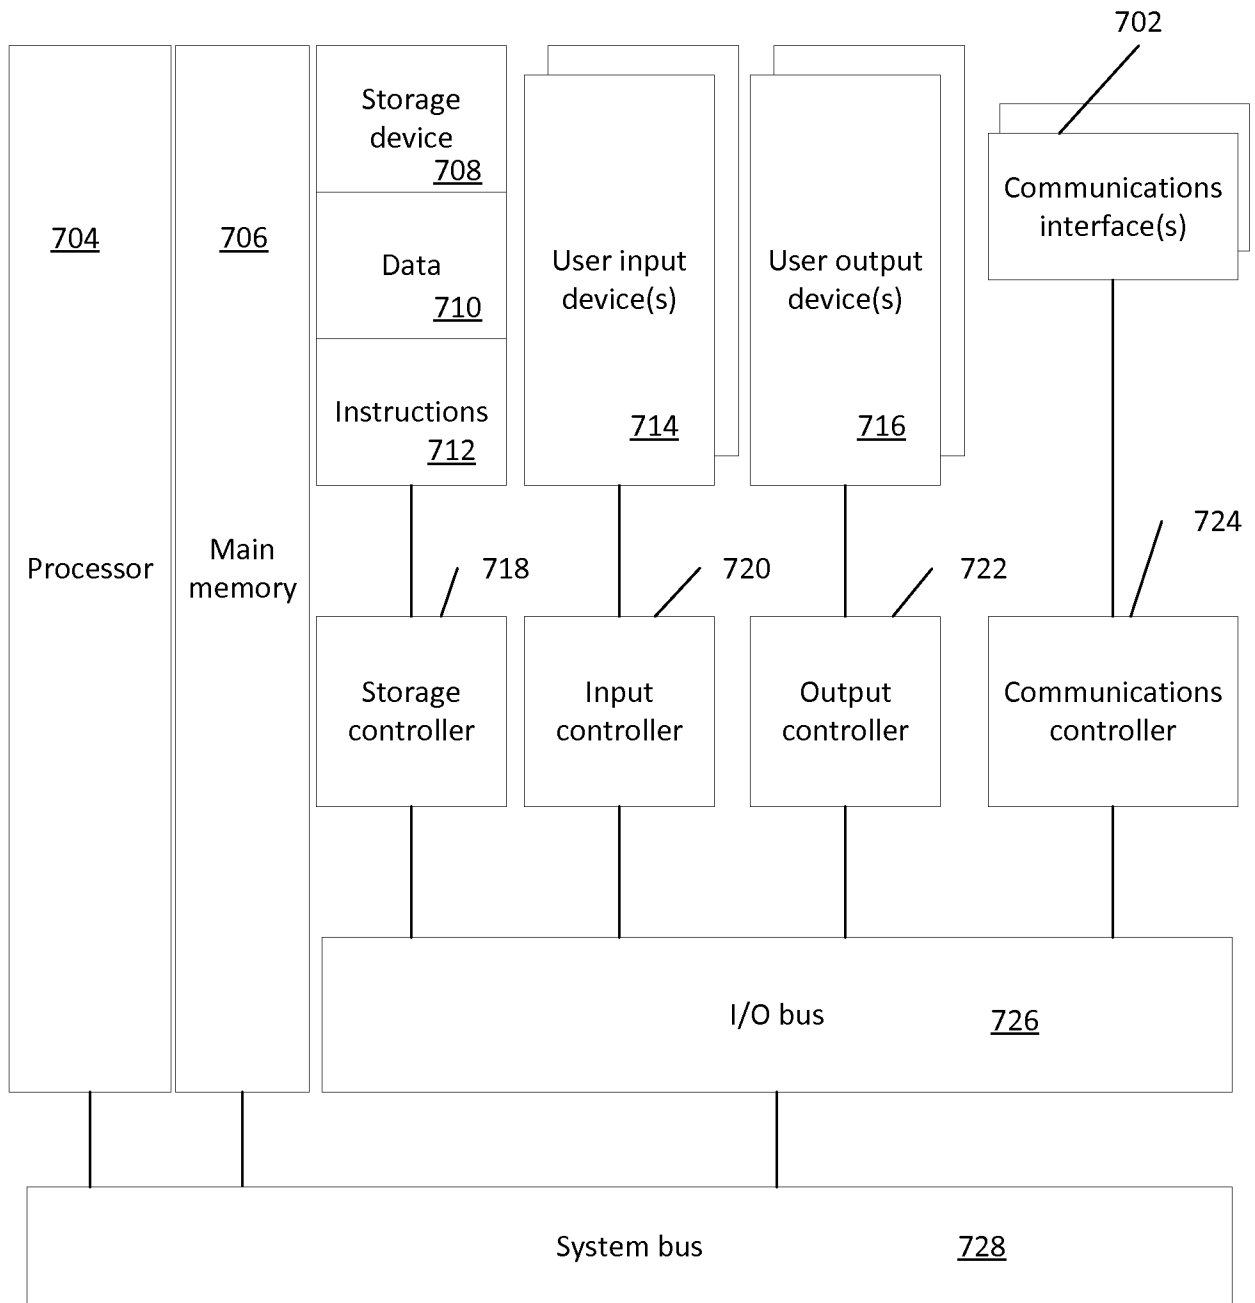 702
Storage
device
708
704
706
Data
710
Instructions
712
User input
device(s)
714
User output
device(s)
716
Communications
interface(s)
Processor
Main
memory
718
720
722
724
Storage
controller
Input
controller
Output
controller
Communications
controller
I/O bus
726
System bus
728